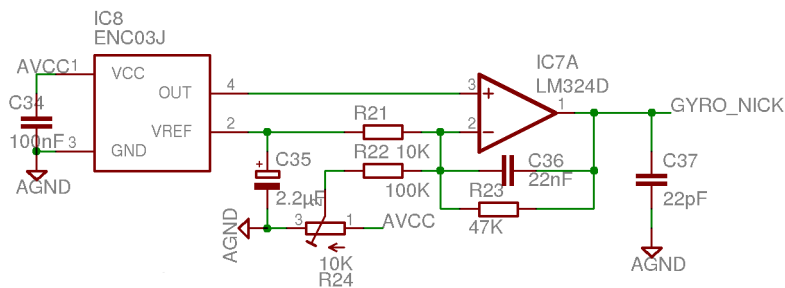 IC8
ENC03J
IC7A
LM324D
AVCC 1
VCC
OUT
4
3
+
1
GYRO_NICK
C34
100nF
VREF
2
R21
10K
2
−
3
GND
AGND
C35
2.2µF
R22
100K
C36
22nF
C37
22pF
R23
47K
AGND
3
2
1
AVCC
10K
R24
AGND